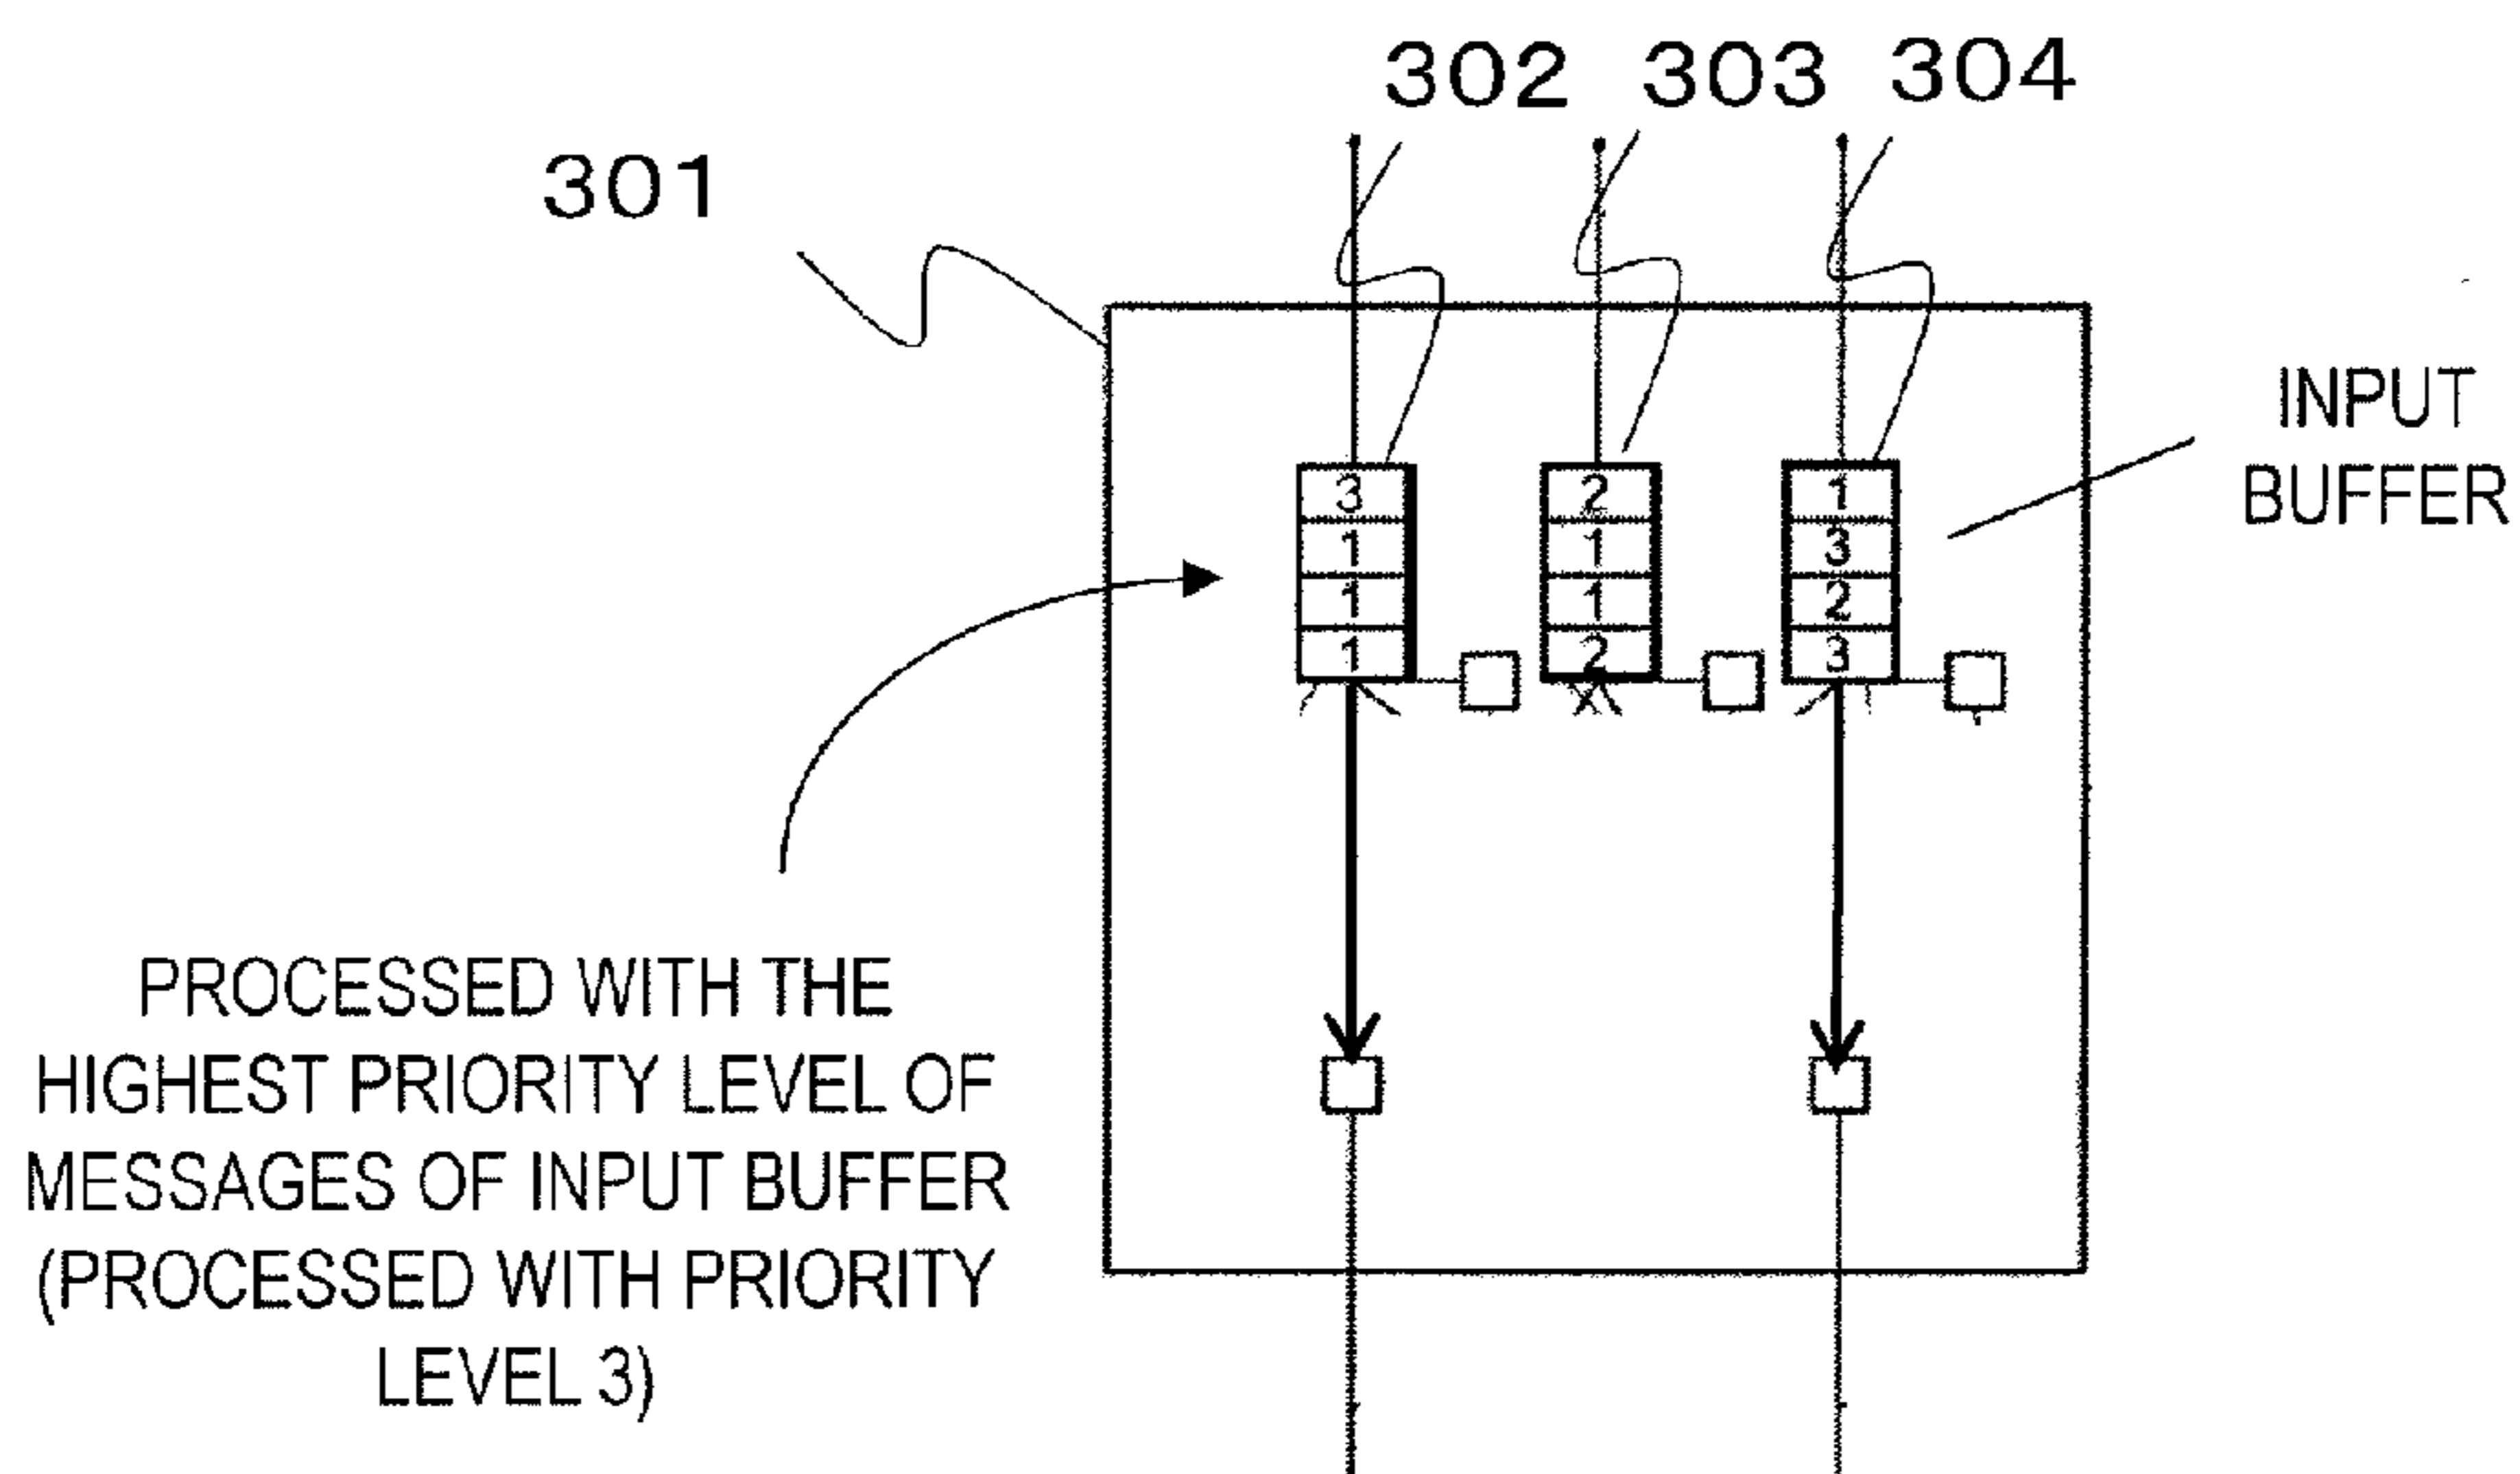 302 303 304
301
INPUT
BUFFER
3 2 1
1 1 3
1 1 2
1 2 3
PROCESSED WITH THE
HIGHEST PRIORITY LEVEL OF
MESSAGES OF INPUT BUFFER
(PROCESSED WITH PRIORITY
LEVEL 3)